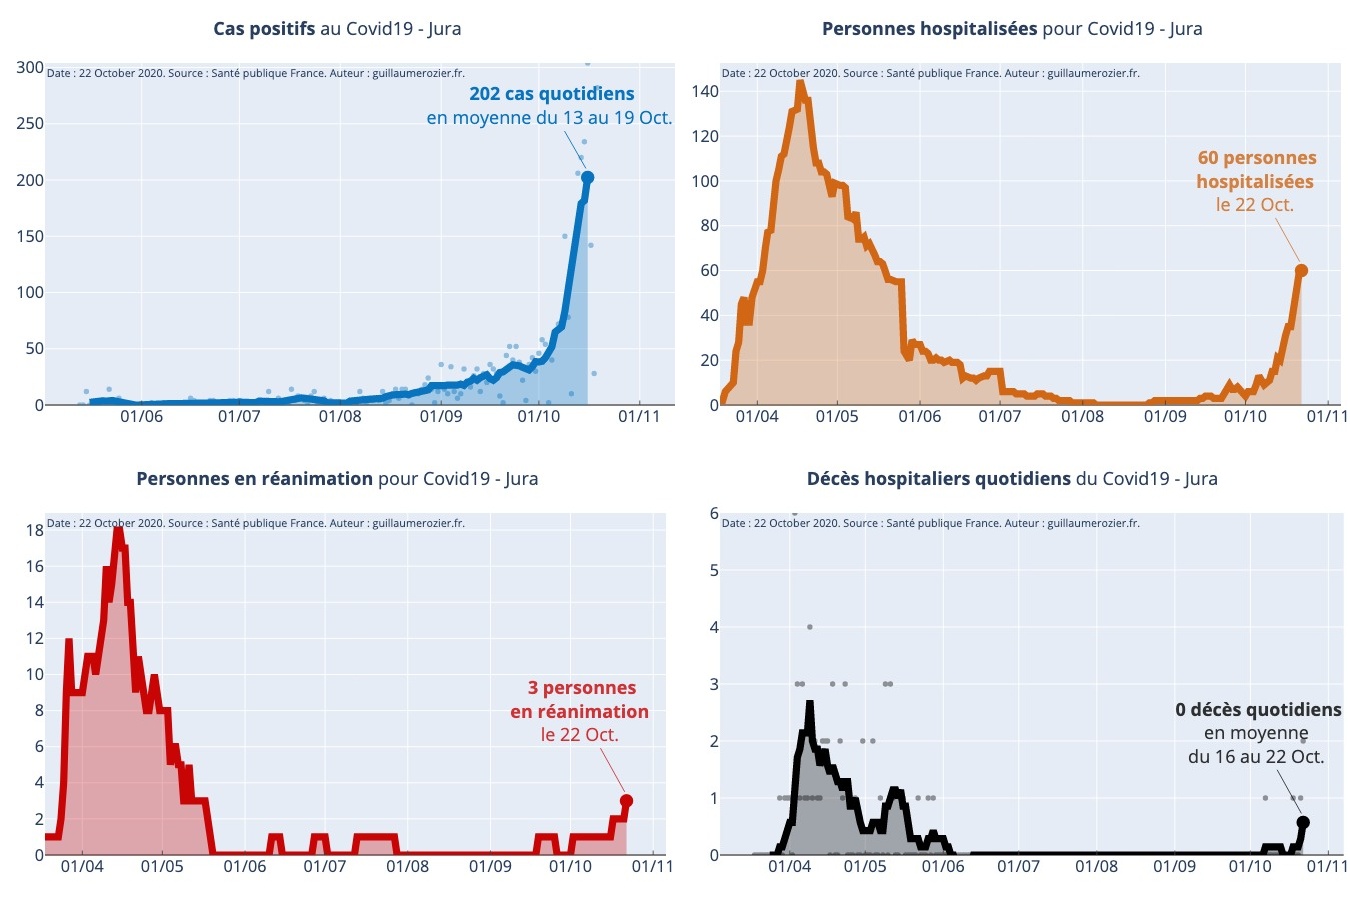 Cas positifs au Covid19 - Jura
Date : 22 October 2020. Source : Santé publique France. Auteur : guillaumerozier.fr.
202 cas quotidiens
en moyenne du 13 au 19 Oct.
300
250
200
150
100
50
0
01/06 01/07 01/08 01/09 01/10 01/11
Personnes hospitalisées pour Covid19 - Jura
Date : 22 October 2020. Source : Santé publique France. Auteur : guillaumerozier.fr.
60 personnes
hospitalisées
le 22 Oct.
140
120
100
80
60
40
20
0
01/04 01/05 01/06 01/07 01/08 01/09 01/10 01/11
Personnes en réanimation pour Covid19 - Jura
Date : 22 October 2020. Source : Santé publique France. Auteur : guillaumerozier.fr.
3 personnes
en réanimation
le 22 Oct.
18
16
14
12
10
8
6
4
2
0
01/04 01/05 01/06 01/07 01/08 01/09 01/10 01/11
Décès hospitaliers quotidiens du Covid19 - Jura
Date : 22 October 2020. Source : Santé publique France. Auteur : guillaumerozier.fr.
0 décès quotidiens
en moyenne
du 16 au 22 Oct.
6
5
4
3
2
1
0
01/04 01/05 01/06 01/07 01/08 01/09 01/10 01/11